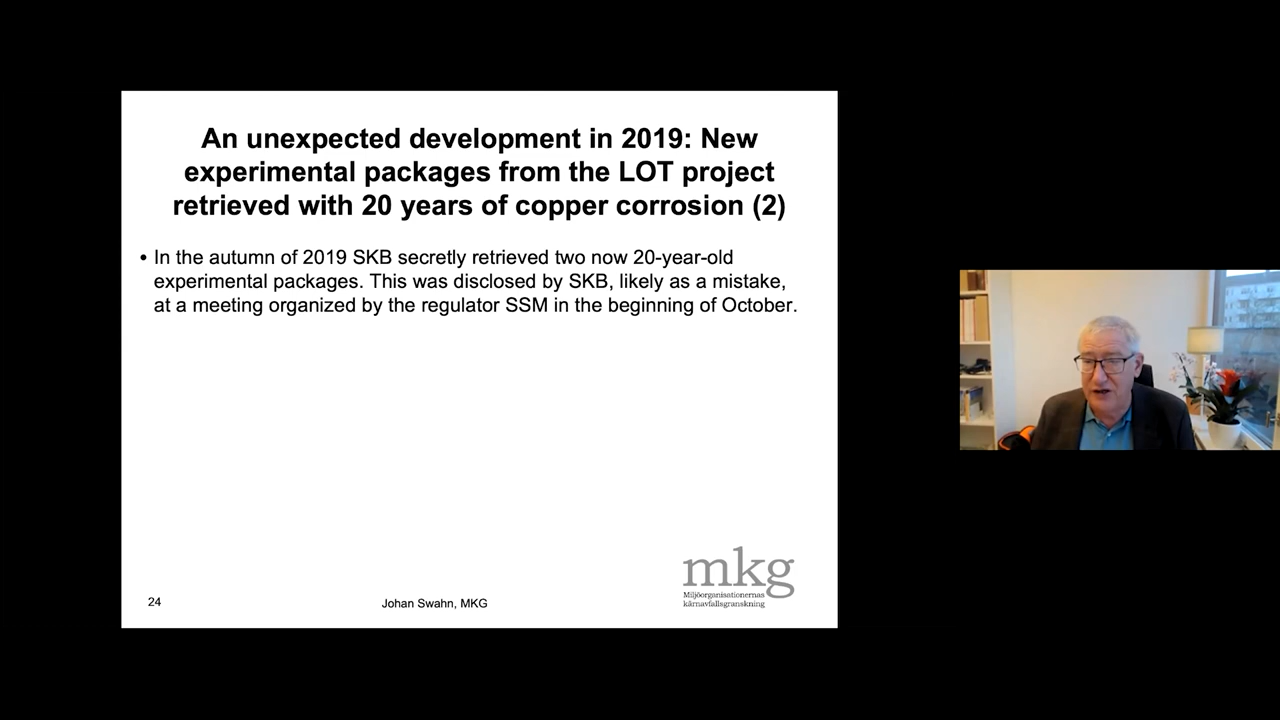 An unexpected development in 2019: New
experimental packages from the LOT project
retrieved with 20 years of copper corrosion (2)
• In the autumn of 2019 SKB secretly retrieved two now 20-year-old
experimental packages. This was disclosed by SKB, likely as a mistake,
at a meeting organized by the regulator SSM in the beginning of October.
mkg
Miljöorganisationernas
kärnavfallsgranskning
24
Johan Swahn, MKG